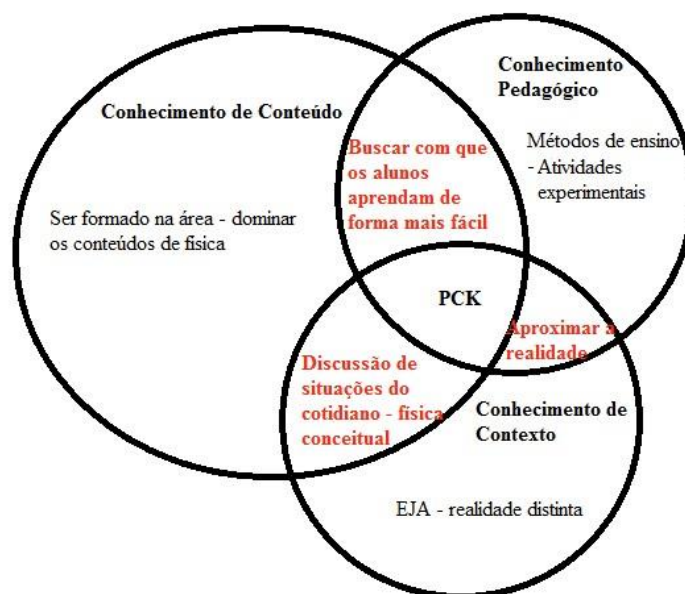 Conhecimento de Conteúdo
Ser formado na área - dominar
os conteúdos de física
Conhecimento
Pedagógico
Métodos de ensino
- Atividades
experimentais
Buscar com que
os alunos
aprendam de
forma mais fácil
PCK
Aproximar à
realidade
Discussão de
situações do
cotidiano - física
conceitual
Conhecimento de
Contexto
EJA - realidade distinta